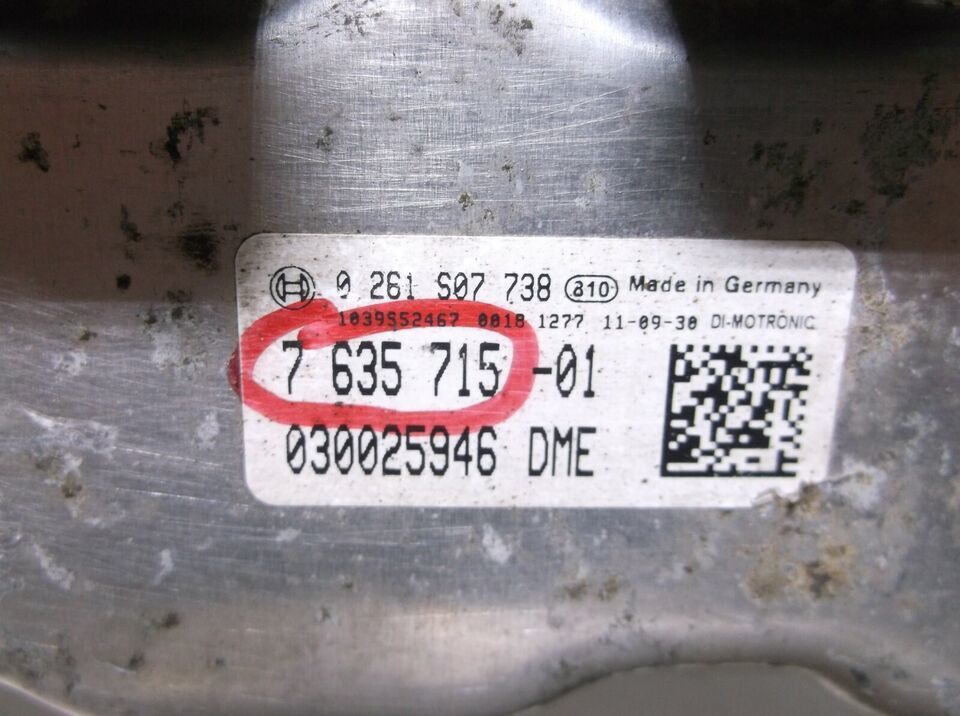 0 261 S07 738 810 Made in Germany
1039S52467 0018 1277 11-09-30 DI-MOTRONIC
7 635 715-01
030025946 DME